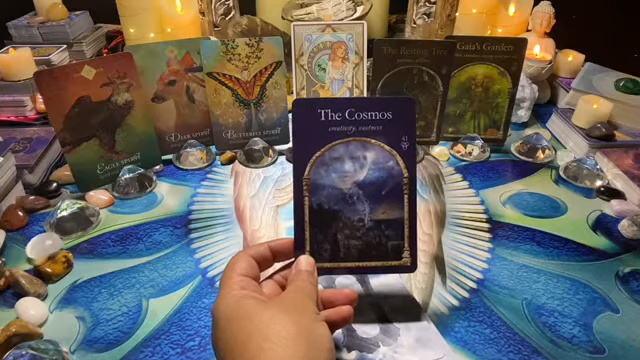 EAGLE SPIRIT
DEER SPIRIT
BUTTERFLY SPIRIT
The Resting Tree
Gaia's Garden
The Cosmos
creativity, vastness
41